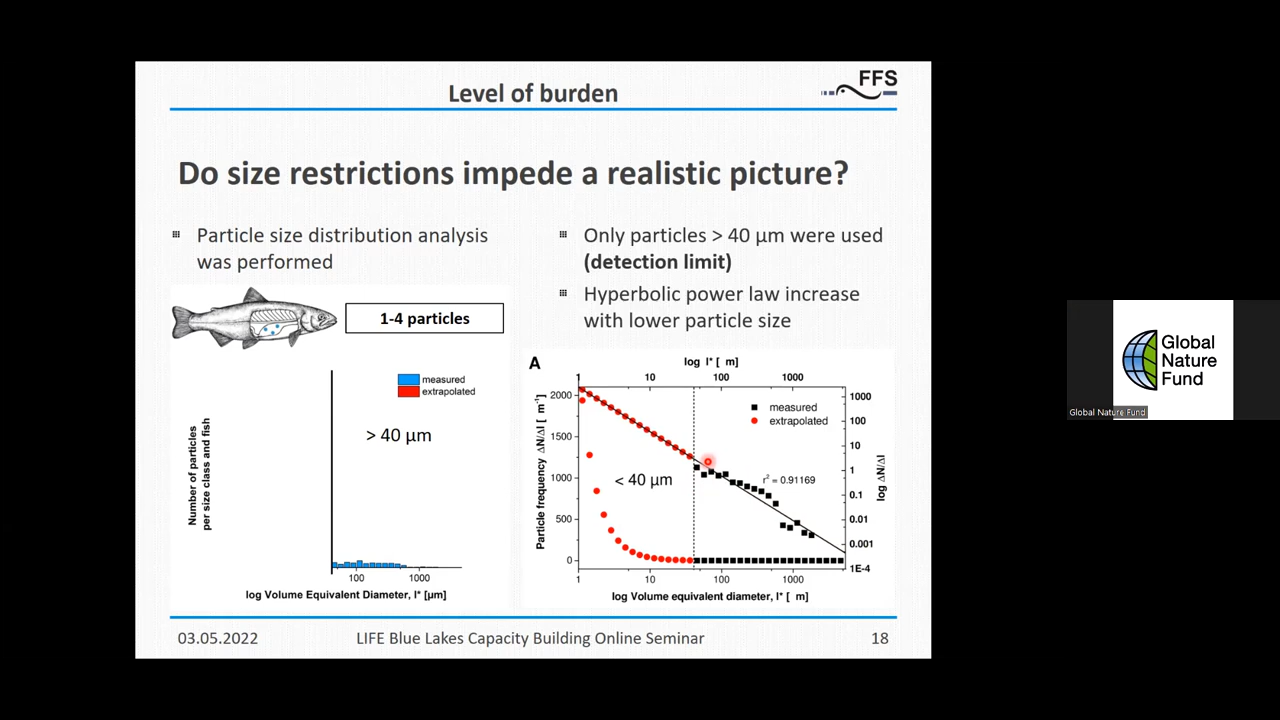 Level of burden
FFS
Do size restrictions impede a realistic picture?
Particle size distribution analysis
was performed
Only particles > 40 µm were used
(detection limit)
Hyperbolic power law increase
with lower particle size
1-4 particles
measured
extrapolated
> 40 µm
Number of particles
per size class and fish
100 1000
log Volume Equivalent Diameter, l* [µm]
A
log l* [ m]
1 10 100 1000
2000
1500
1000
500
0
Particle frequency ΔN/Δl [ m⁻¹]
measured
extrapolated
< 40 µm
r² = 0.91169
1000
100
10
1
0.1
0.01
0.001
1E-4
log ΔN/Δl
1 10 100 1000
log Volume equivalent diameter, l* [ m]
03.05.2022 LIFE Blue Lakes Capacity Building Online Seminar 18
Global
Nature
Fund
Global Nature Fund